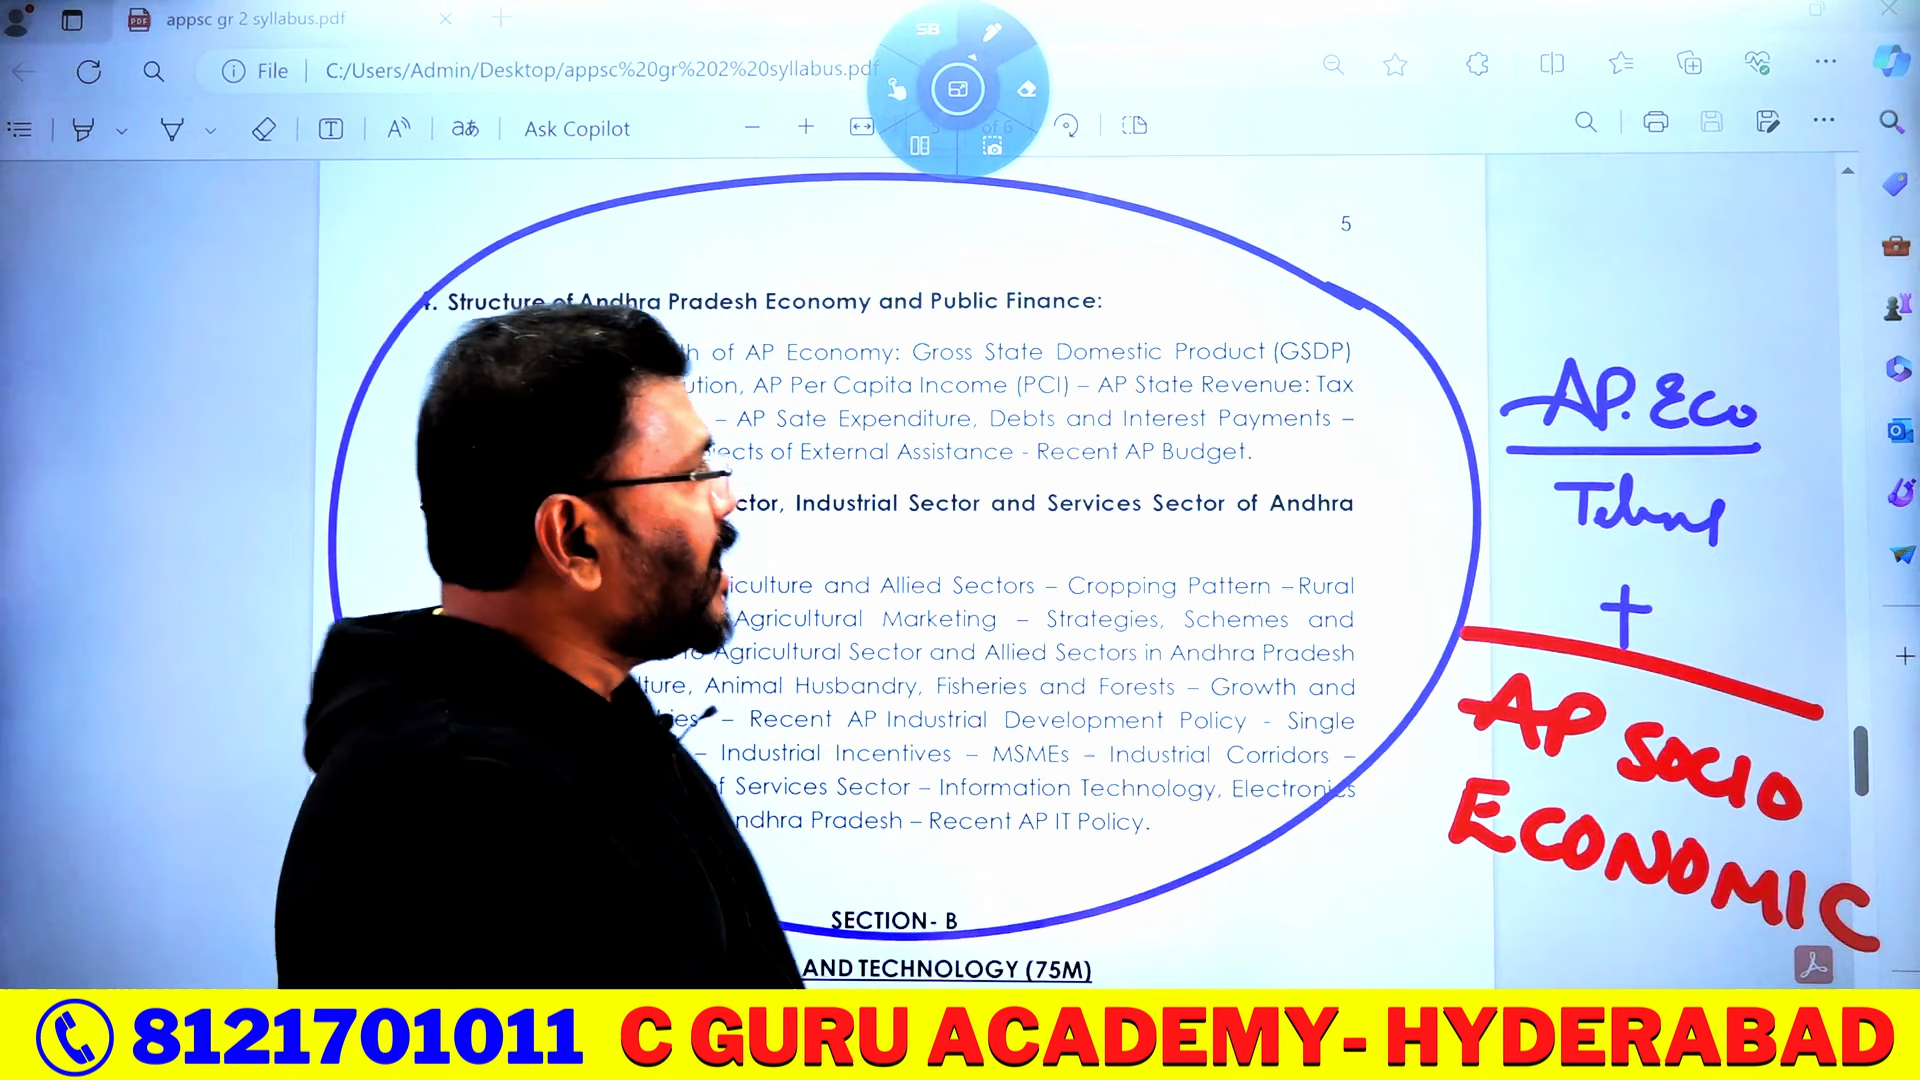 appsc gr 2 syllabus.pdf
File
C:/Users/Admin/Desktop/appsc%20gr%202%20syllabus.pdf
SB
Ask Copilot
of 6
5
Structure of Andhra Pradesh Economy and Public Finance:
of AP Economy: Gross State Domestic Product (GSDP)
AP Per Capita Income (PCI) – AP State Revenue: Tax
– AP Sate Expenditure, Debts and Interest Payments –
of External Assistance - Recent AP Budget.
Industrial Sector and Services Sector of Andhra
and Allied Sectors – Cropping Pattern –Rural
Agricultural Marketing – Strategies, Schemes and
to Agricultural Sector and Allied Sectors in Andhra Pradesh
Animal Husbandry, Fisheries and Forests – Growth and
– Recent AP Industrial Development Policy - Single
– Industrial Incentives – MSMEs – Industrial Corridors –
of Services Sector – Information Technology, Electronics
Andhra Pradesh – Recent AP IT Policy.
SECTION- B
AND TECHNOLOGY (75M)
AP. Eco
+
AP SOCIO
ECONOMIC
8121701011 C GURU ACADEMY- HYDERABAD